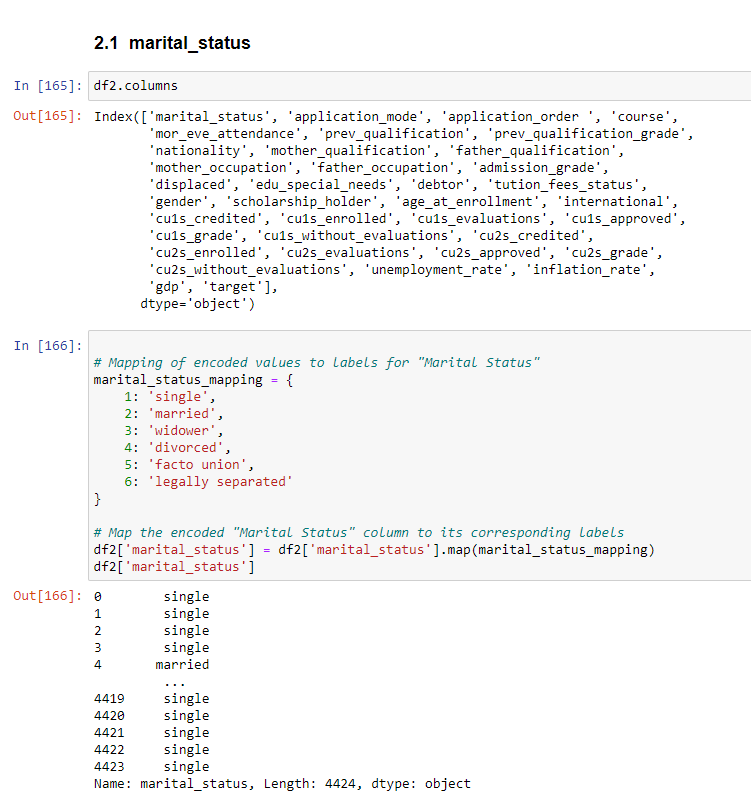 2.1 marital_status
In [165]: df2.columns
Out[165]: Index(['marital_status', 'application_mode', 'application_order ', 'course',
'mor_eve_attendance', 'prev_qualification', 'prev_qualification_grade',
'nationality', 'mother_qualification', 'father_qualification',
'mother_occupation', 'father_occupation', 'admission_grade',
'displaced', 'edu_special_needs', 'debtor', 'tution_fees_status',
'gender', 'scholarship_holder', 'age_at_enrollment', 'international',
'cu1s_credited', 'cu1s_enrolled', 'cu1s_evaluations', 'cu1s_approved',
'cu1s_grade', 'cu1s_without_evaluations', 'cu2s_credited',
'cu2s_enrolled', 'cu2s_evaluations', 'cu2s_approved', 'cu2s_grade',
'cu2s_without_evaluations', 'unemployment_rate', 'inflation_rate',
'gdp', 'target'],
dtype='object')
In [166]:
# Mapping of encoded values to labels for "Marital Status"
marital_status_mapping = {
1: 'single',
2: 'married',
3: 'widower',
4: 'divorced',
5: 'facto union',
6: 'legally separated'
}
# Map the encoded "Marital Status" column to its corresponding labels
df2['marital_status'] = df2['marital_status'].map(marital_status_mapping)
df2['marital_status']
Out[166]: 0 single
1 single
2 single
3 single
4 married
...
4419 single
4420 single
4421 single
4422 single
4423 single
Name: marital_status, Length: 4424, dtype: object